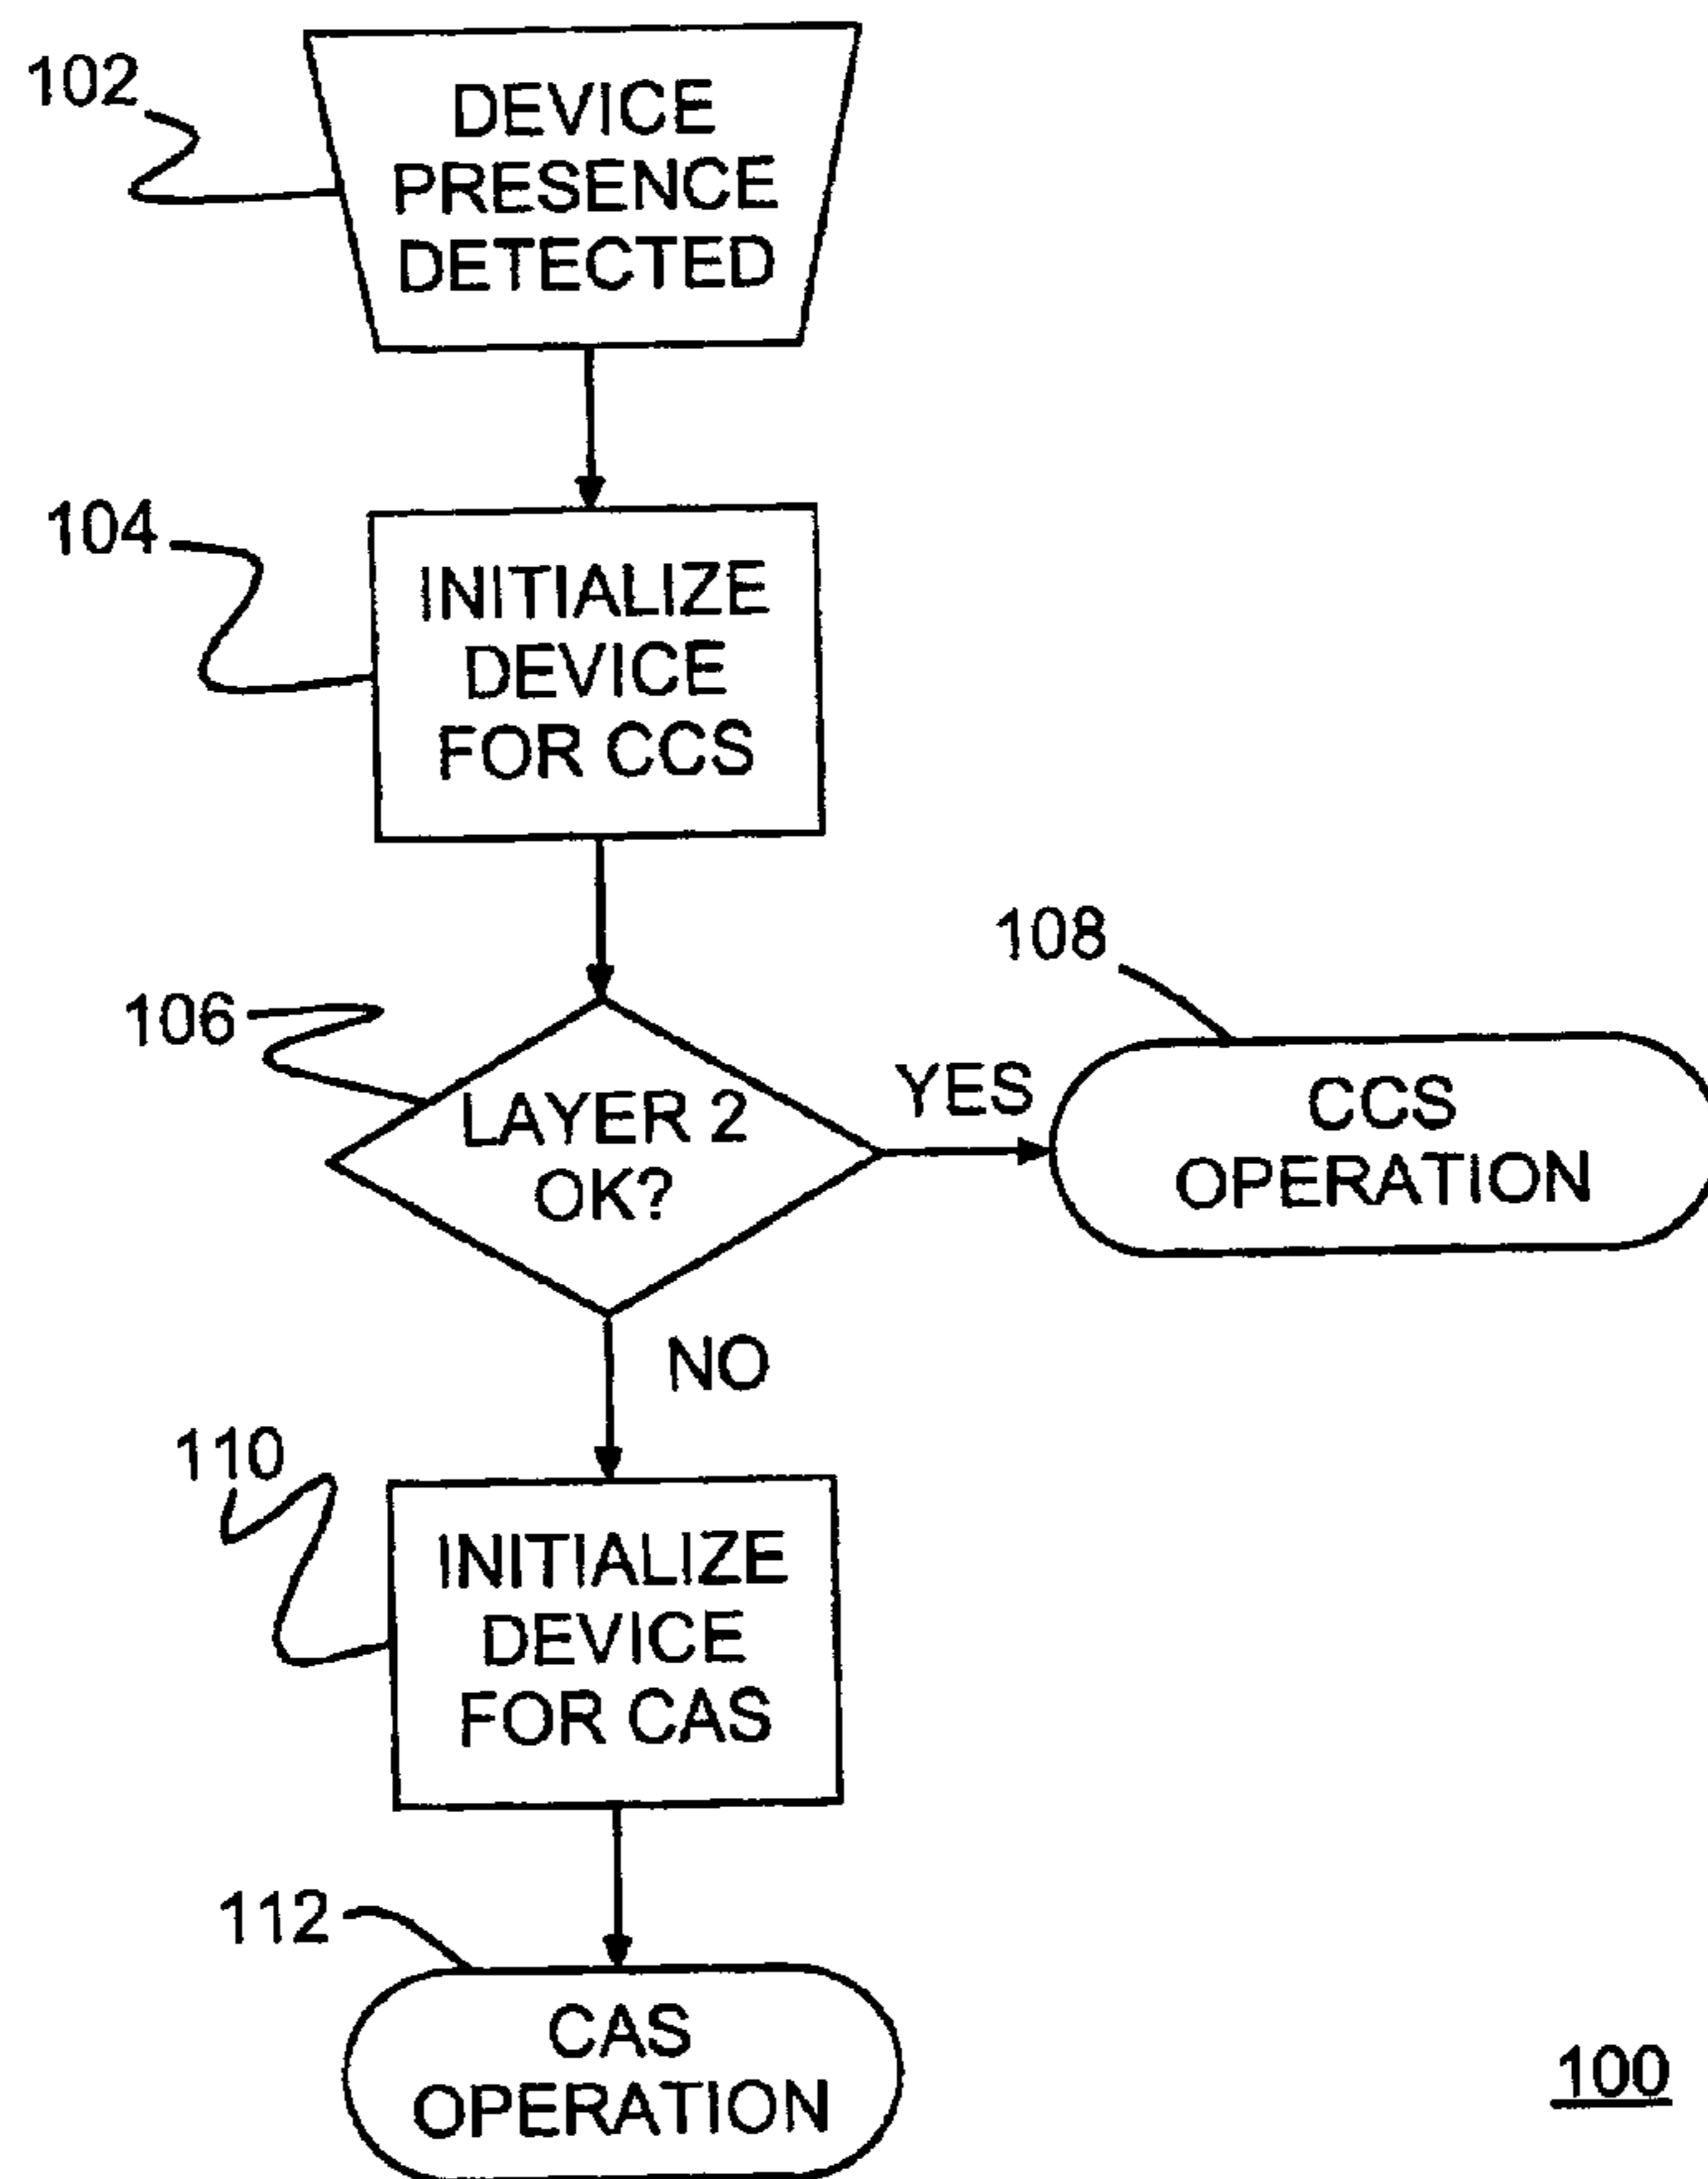 102
DEVICE
PRESENCE
DETECTED
104
INITIALIZE
DEVICE
FOR CCS
106
LAYER 2
OK?
YES
108
CCS
OPERATION
NO
110
INITIALIZE
DEVICE
FOR CAS
112
CAS
OPERATION
100